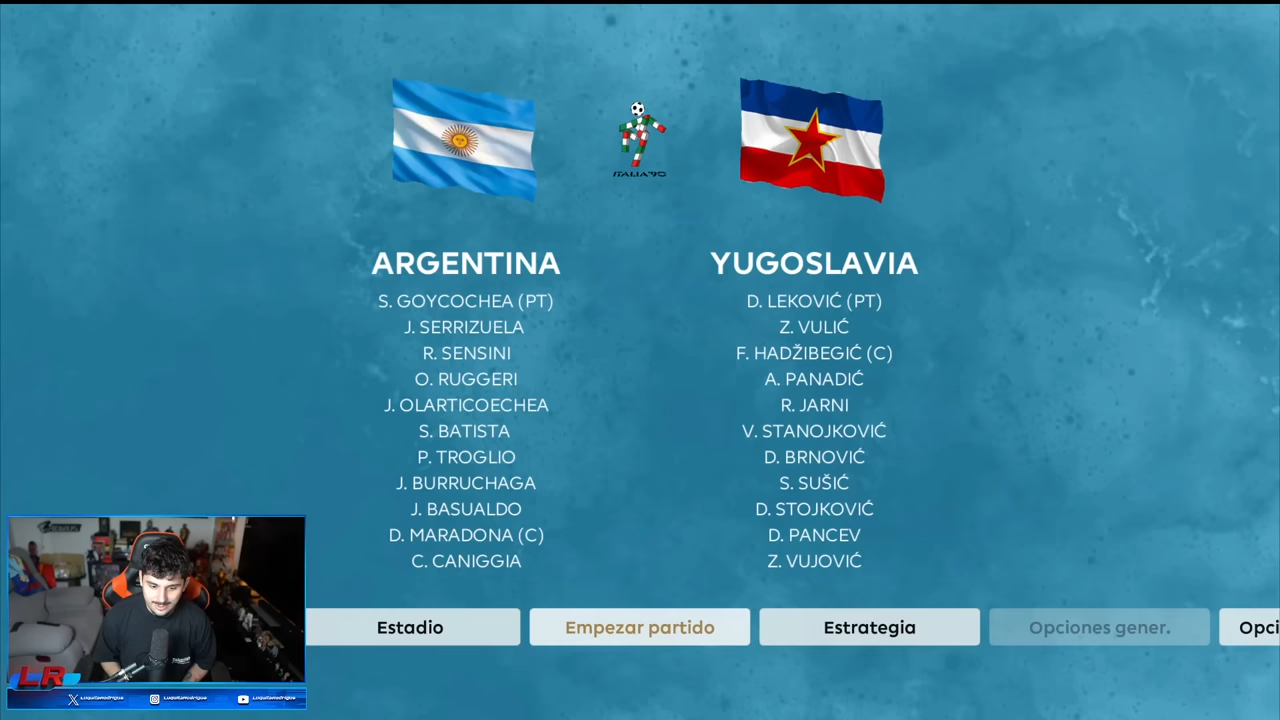 ITALIA'90
ARGENTINA
S. GOYCOCHEA (PT)
J. SERRIZUELA
R. SENSINI
O. RUGGERI
J. OLARTICOECHEA
S. BATISTA
P. TROGLIO
J. BURRUCHAGA
J. BASUALDO
D. MARADONA (C)
C. CANIGGIA
YUGOSLAVIA
D. LEKOVIĆ (PT)
Z. VULIĆ
F. HADŽIBEGIĆ (C)
A. PANADIĆ
R. JARNI
V. STANOJKOVIĆ
D. BRNOVIĆ
S. SUŠIĆ
D. STOJKOVIĆ
D. PANCEV
Z. VUJOVIĆ
Estadio
Empezar partido
Estrategia
Opciones gener.
Opci
LR